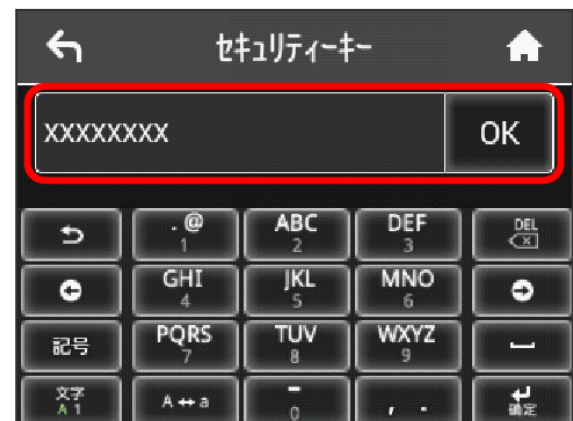 セキュリティーキー
XXXXXXXX OK
. @ ABC DEF DEL
1 2 3
GHI JKL MNO
4 5 6
記号 PQRS TUV WXYZ
7 8 9
文字 A↔a - , . 確定
A 1 0